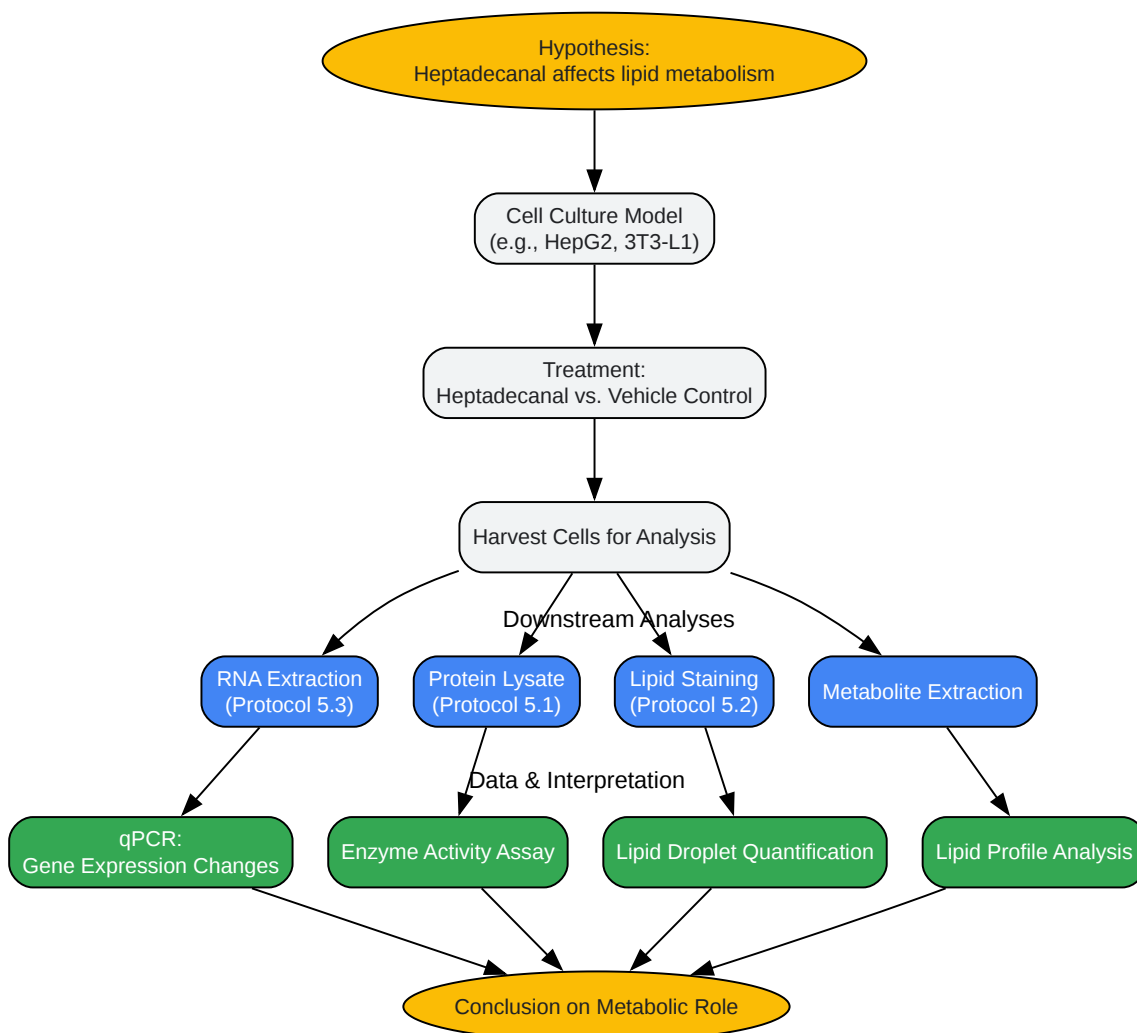 Hypothesis:
Heptadecanal affects lipid metabolism
Cell Culture Model
(e.g., HepG2, 3T3-L1)
Treatment:
Heptadecanal vs. Vehicle Control
Harvest Cells for Analysis
Downstream Analyses
RNA Extraction
(Protocol 5.3)
Protein Lysate
(Protocol 5.1)
Lipid Staining
(Protocol 5.2)
Metabolite Extraction
Data & Interpretation
qPCR:
Gene Expression Changes
Enzyme Activity Assay
Lipid Droplet Quantification
Lipid Profile Analysis
Conclusion on Metabolic Role